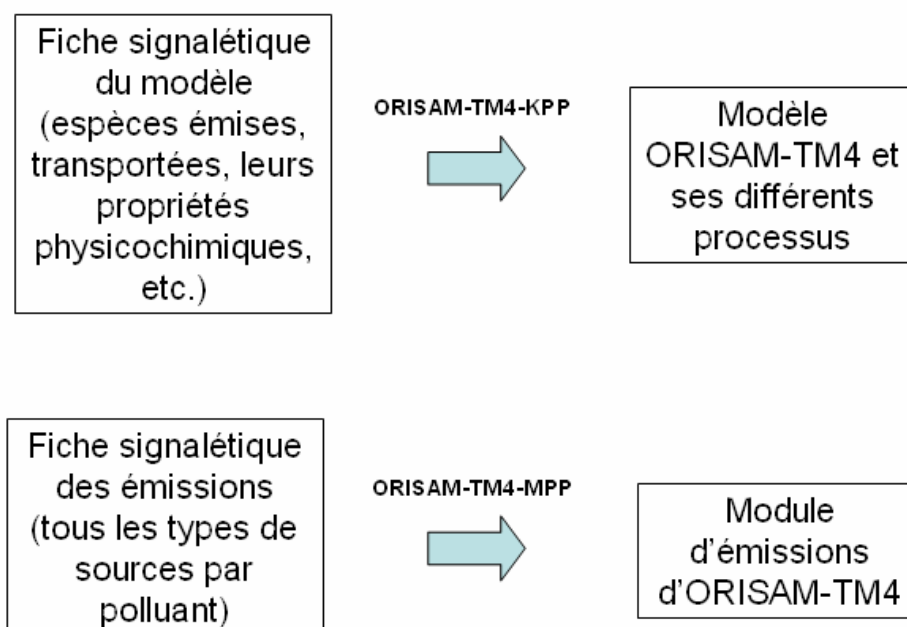 Fiche signalétique
du modèle
(espèces émises,
transportées, leurs
propriétés
physicochimiques,
etc.)
ORISAM-TM4-KPP
Modèle
ORISAM-TM4 et
ses différents
processus
Fiche signalétique
des émissions
(tous les types de
sources par
polluant)
ORISAM-TM4-MPP
Module
d'émissions
d'ORISAM-TM4